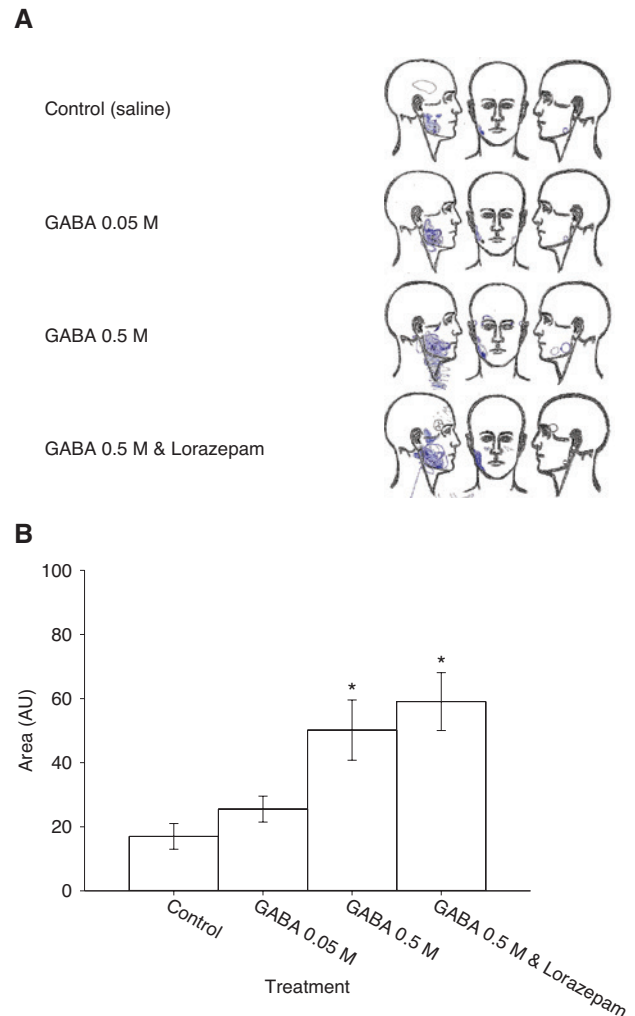 A
Control (saline)
GABA 0.05 M
GABA 0.5 M
GABA 0.5 M & Lorazepam
B
100
80
60
40
20
0
Area (AU)
*
*
Control
GABA 0.05 M
GABA 0.5 M
GABA 0.5 M & Lorazepam
Treatment